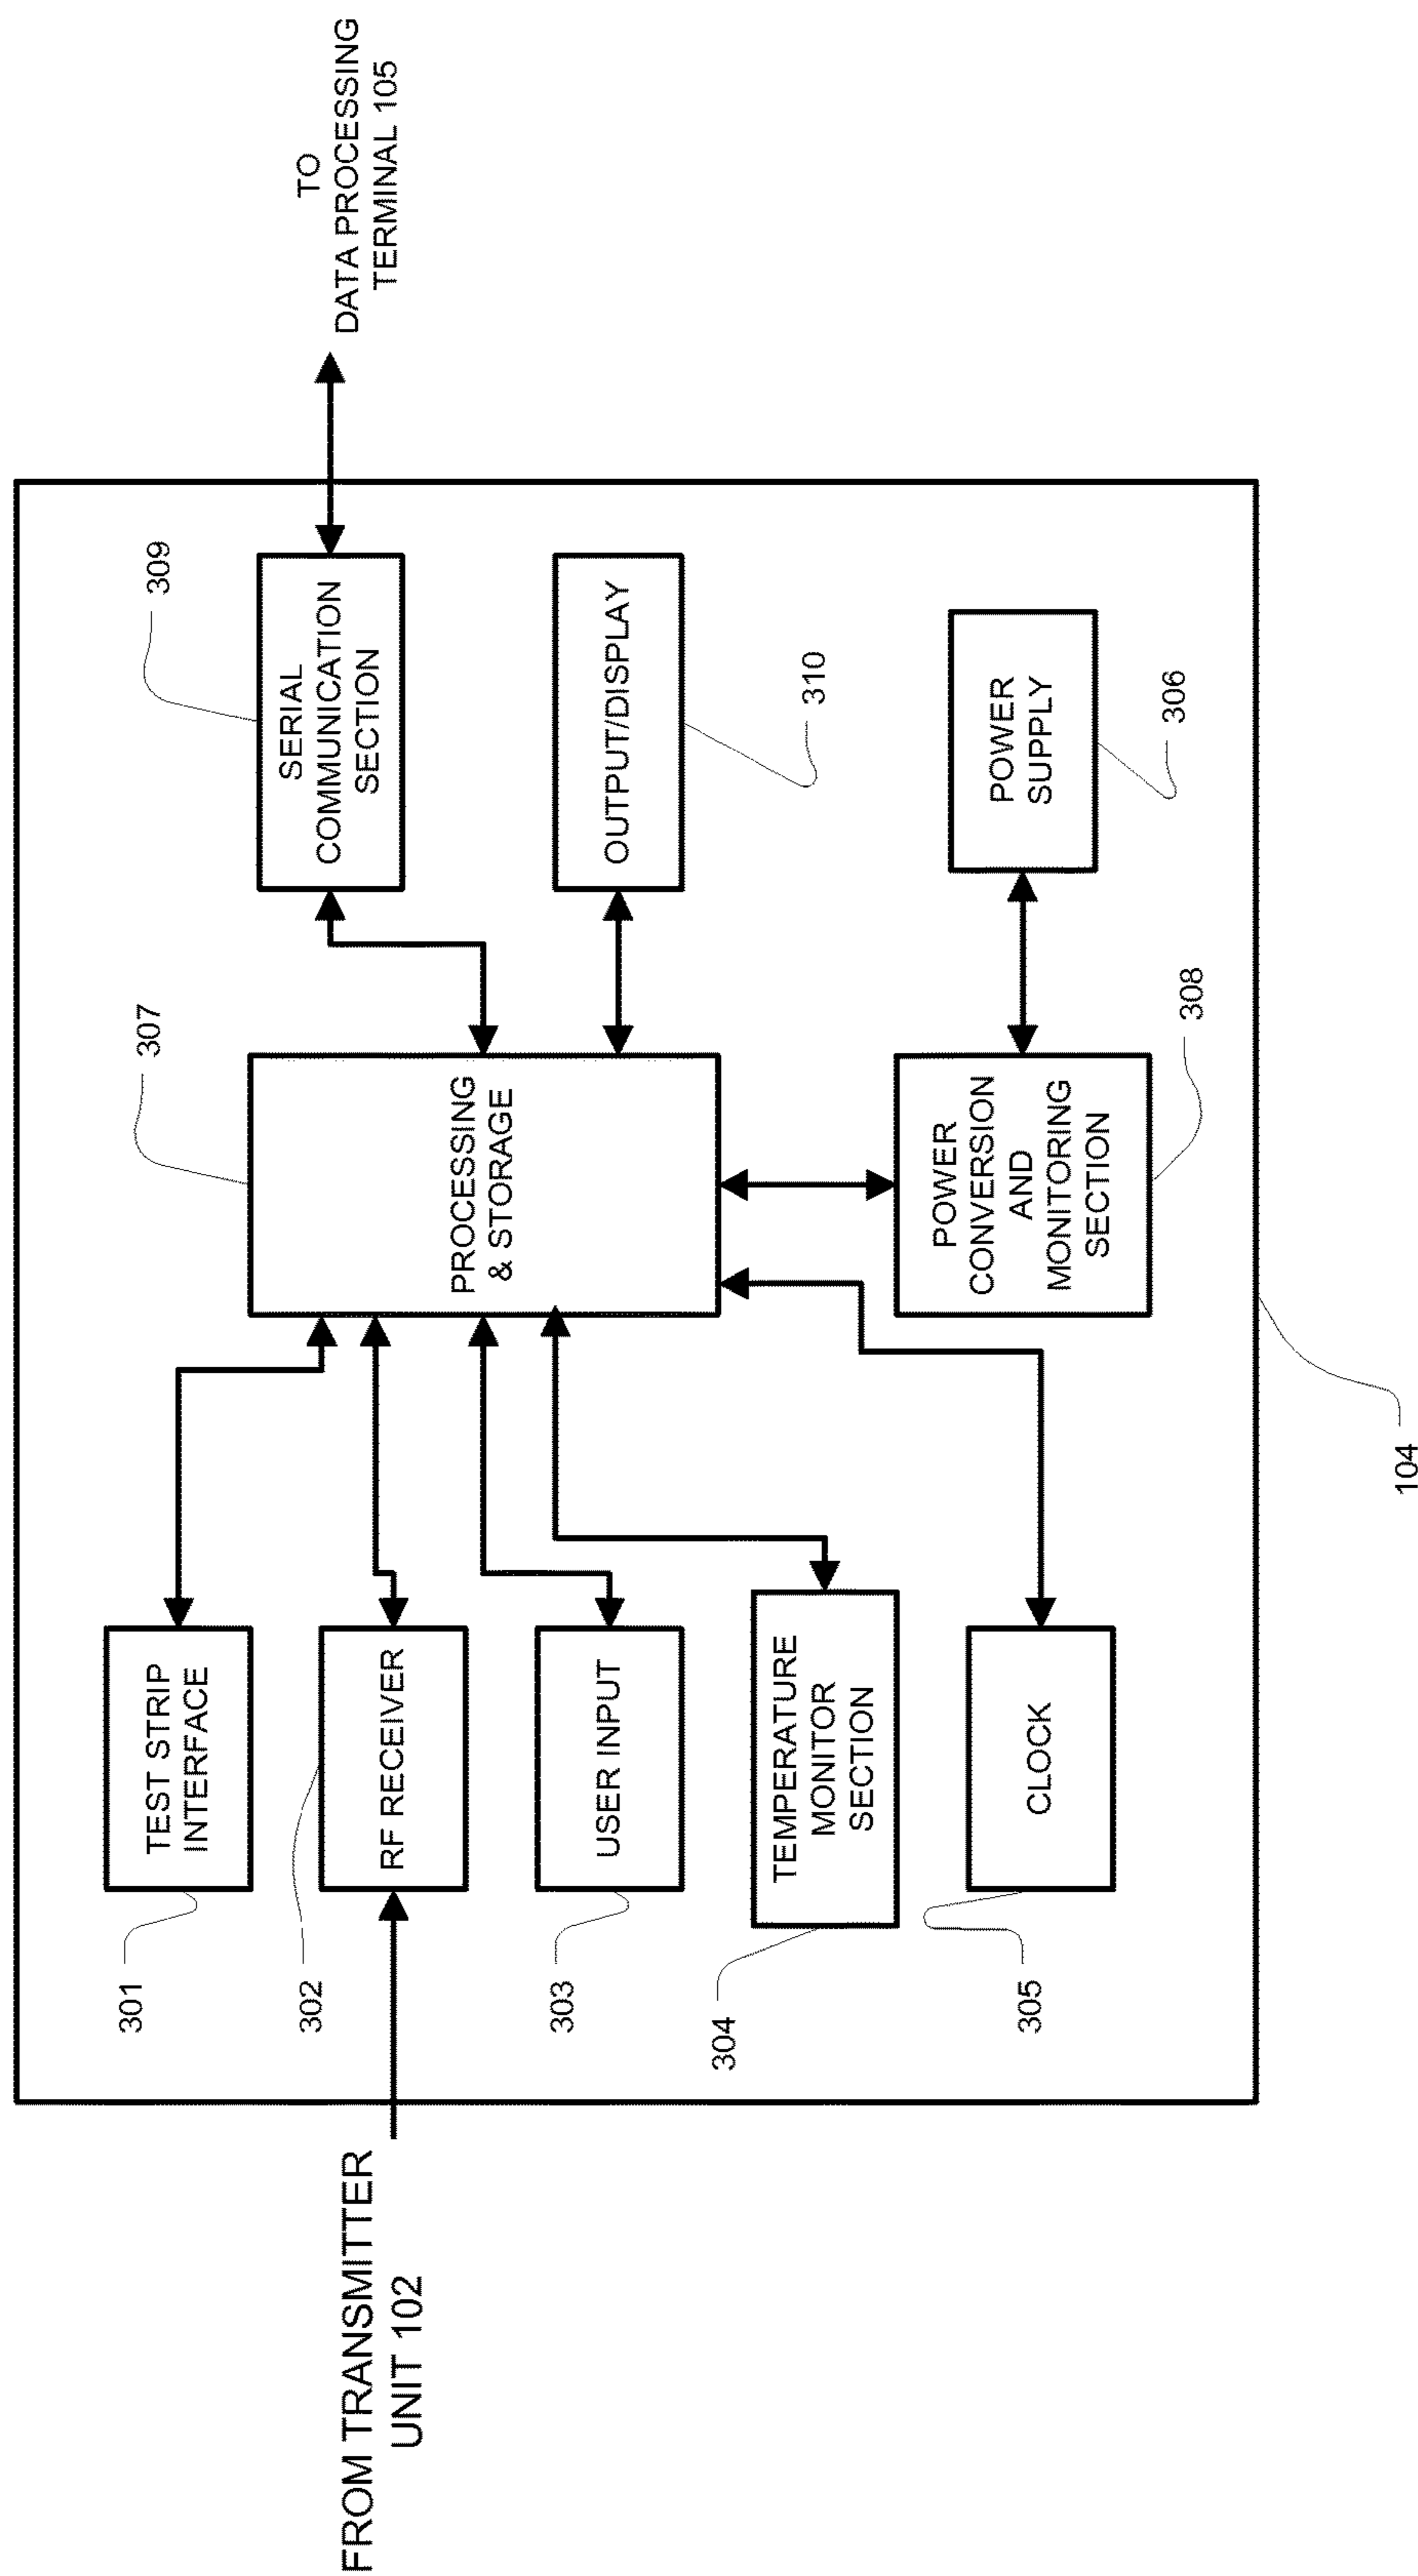 FROM TRANSMITTER
UNIT 102
301
TEST STRIP
INTERFACE
302
RF RECEIVER
303
USER INPUT
304
TEMPERATURE
MONITOR
SECTION
305
CLOCK
307
PROCESSING
& STORAGE
POWER
CONVERSION
AND
MONITORING
SECTION
308
309
SERIAL
COMMUNICATION
SECTION
OUTPUT/DISPLAY
310
POWER
SUPPLY
306
TO
DATA PROCESSING
TERMINAL 105
104